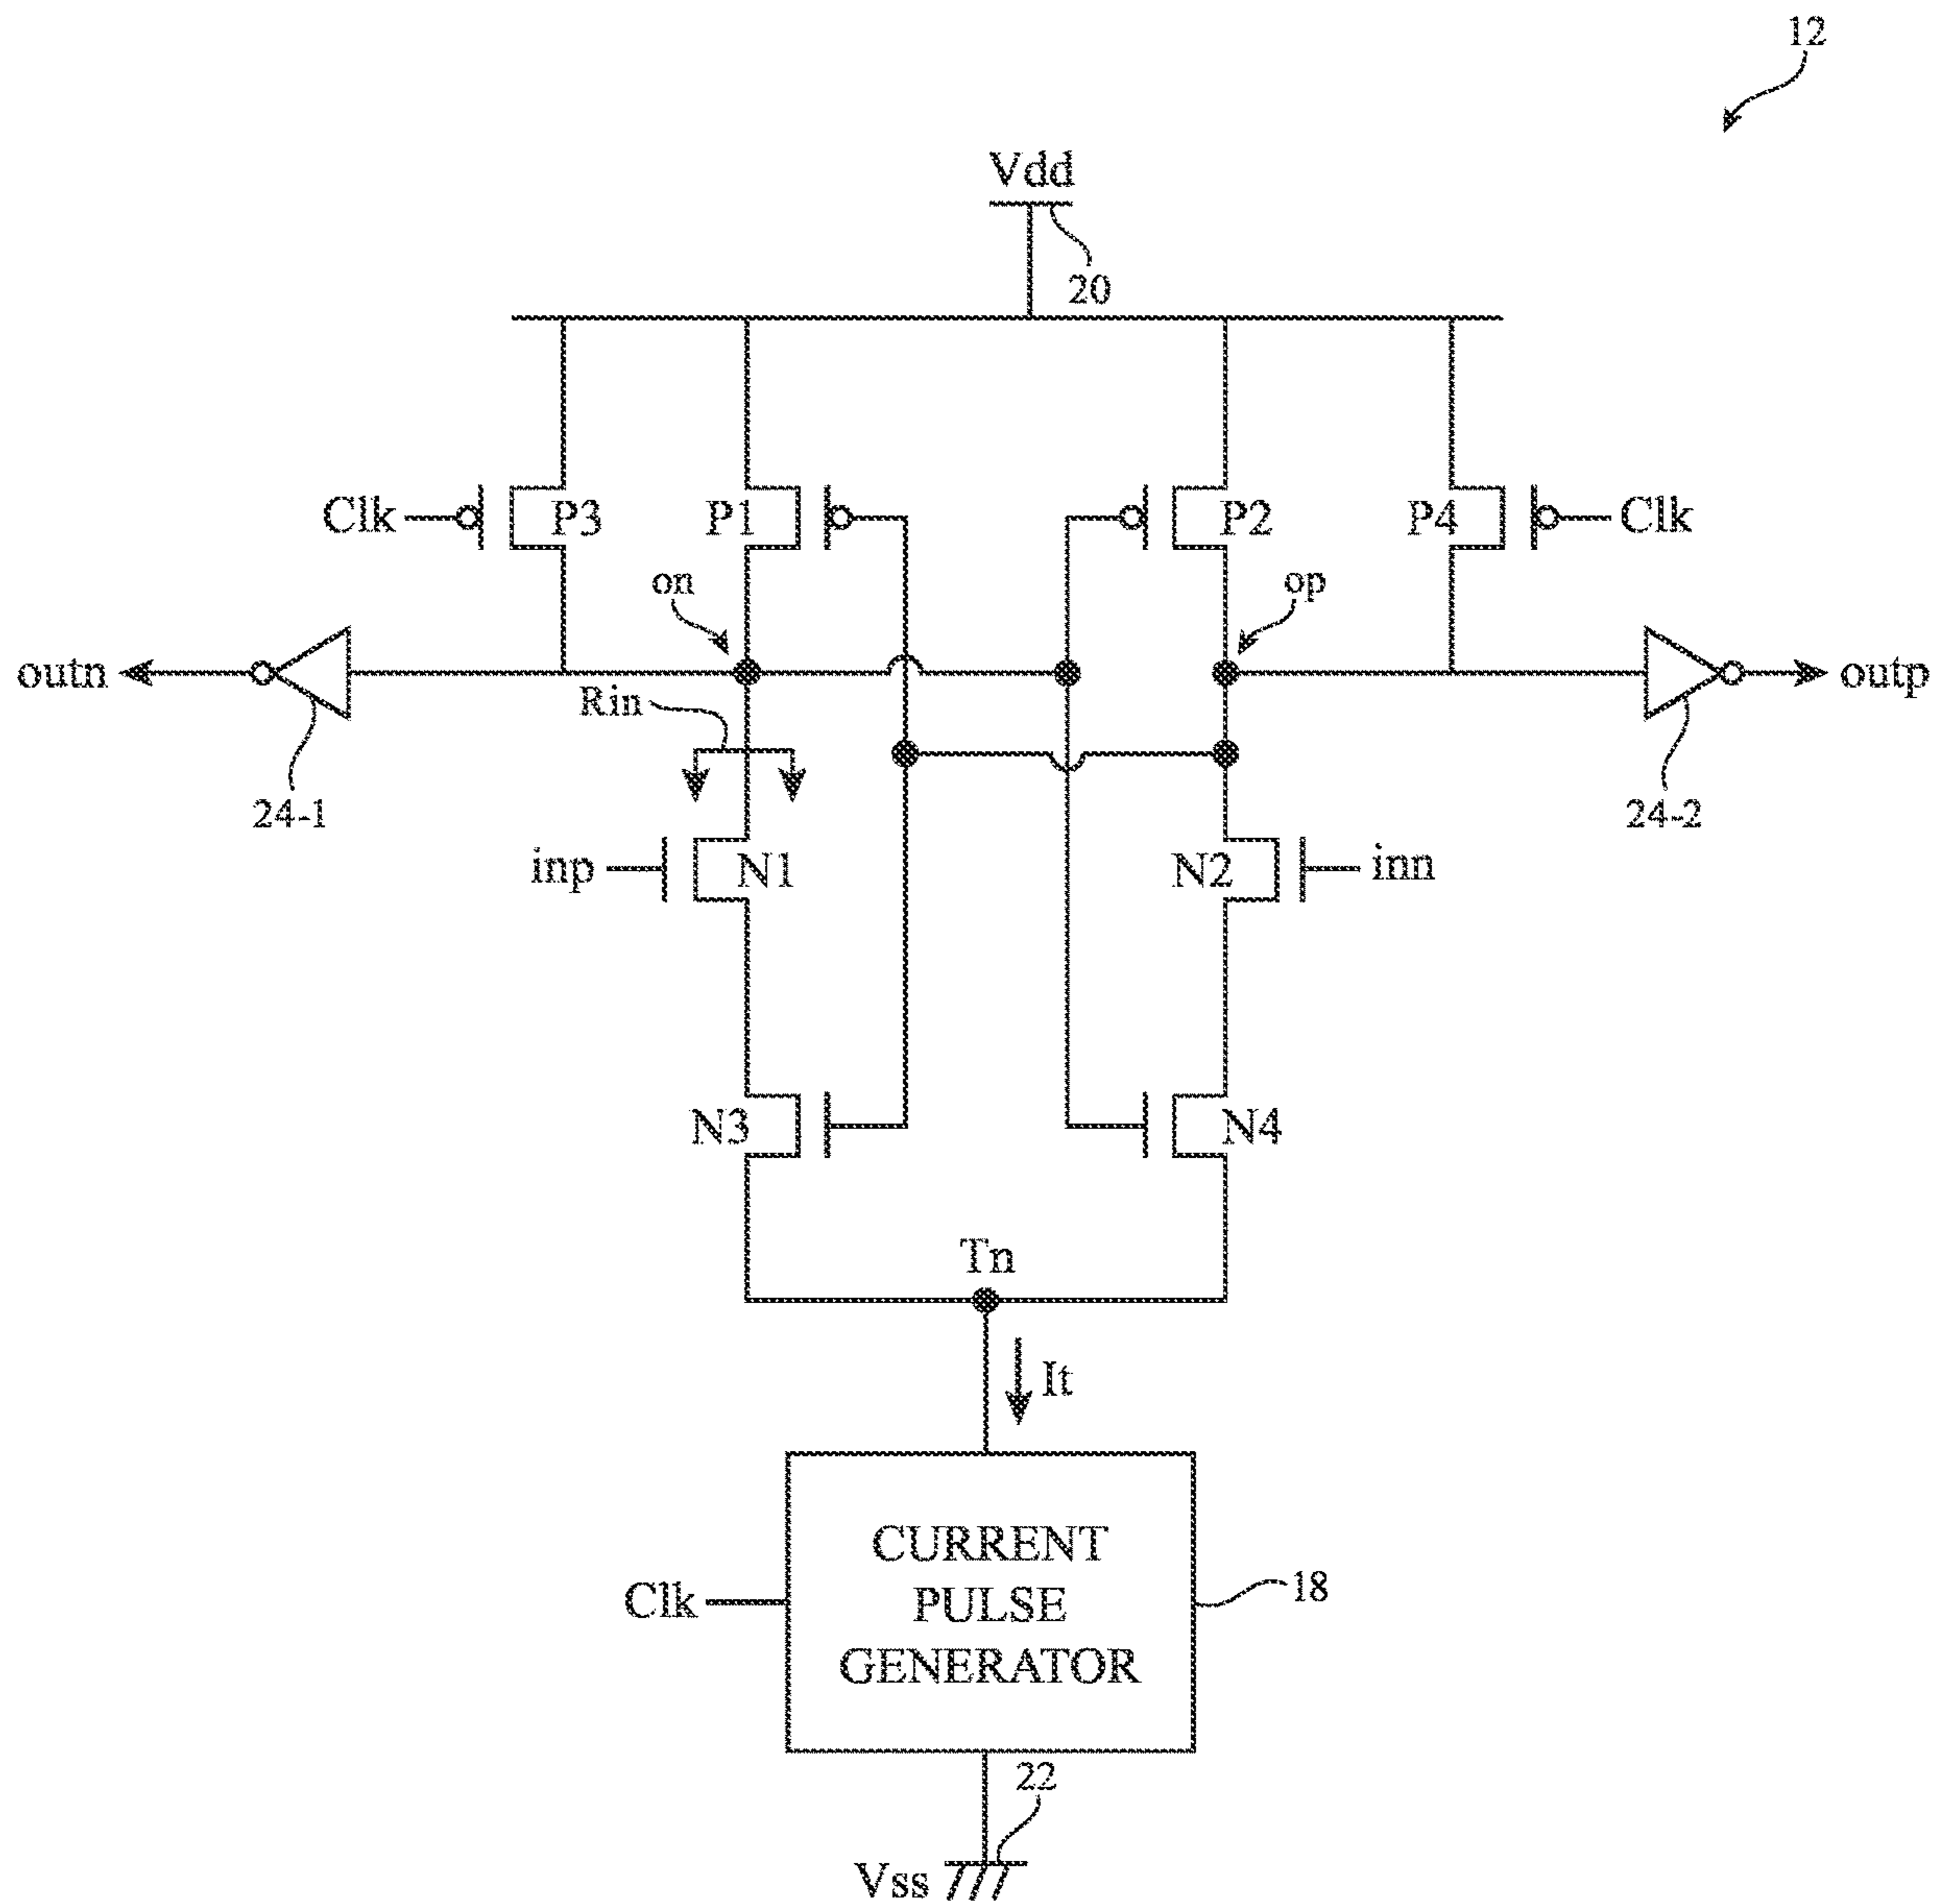 12
Vdd
20
Clk P3 P1 P2 P4 Clk
on op
outn outp
Rin
24-1 24-2
inp N1 N2 inn
N3 N4
Tn
It
CURRENT
PULSE
GENERATOR
Clk
18
22
Vss